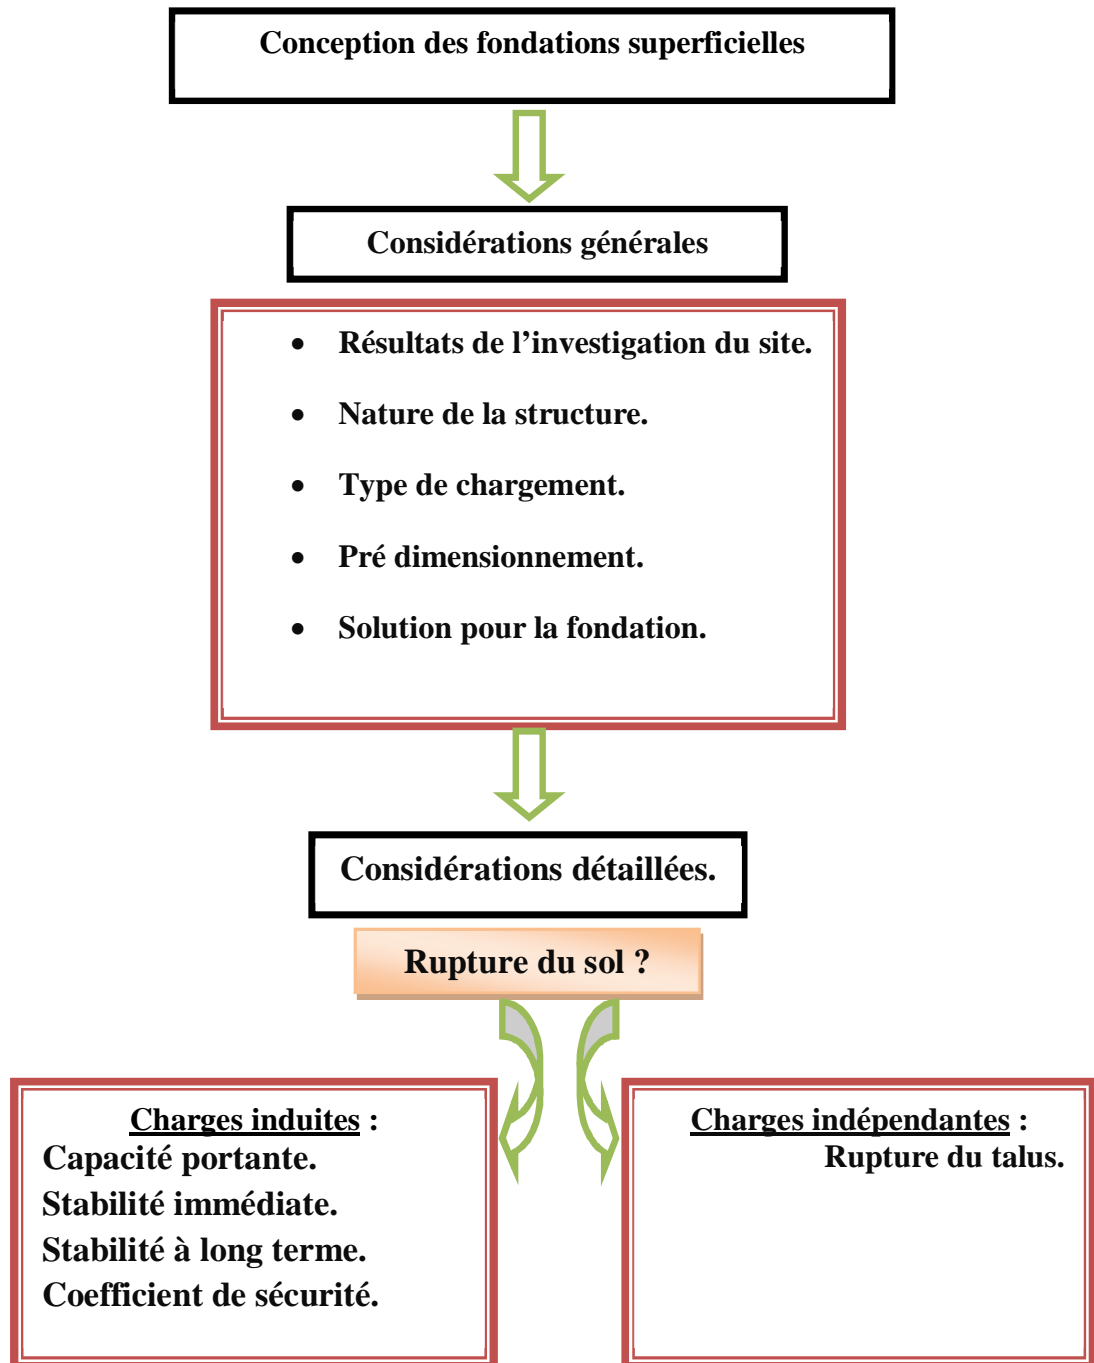 Conception des fondations superficielles
Considérations générales
• Résultats de l’investigation du site.
• Nature de la structure.
• Type de chargement.
• Pré dimensionnement.
• Solution pour la fondation.
Considérations détaillées.
Rupture du sol ?
Charges induites :
Capacité portante.
Stabilité immédiate.
Stabilité à long terme.
Coefficient de sécurité.
Charges indépendantes :
Rupture du talus.